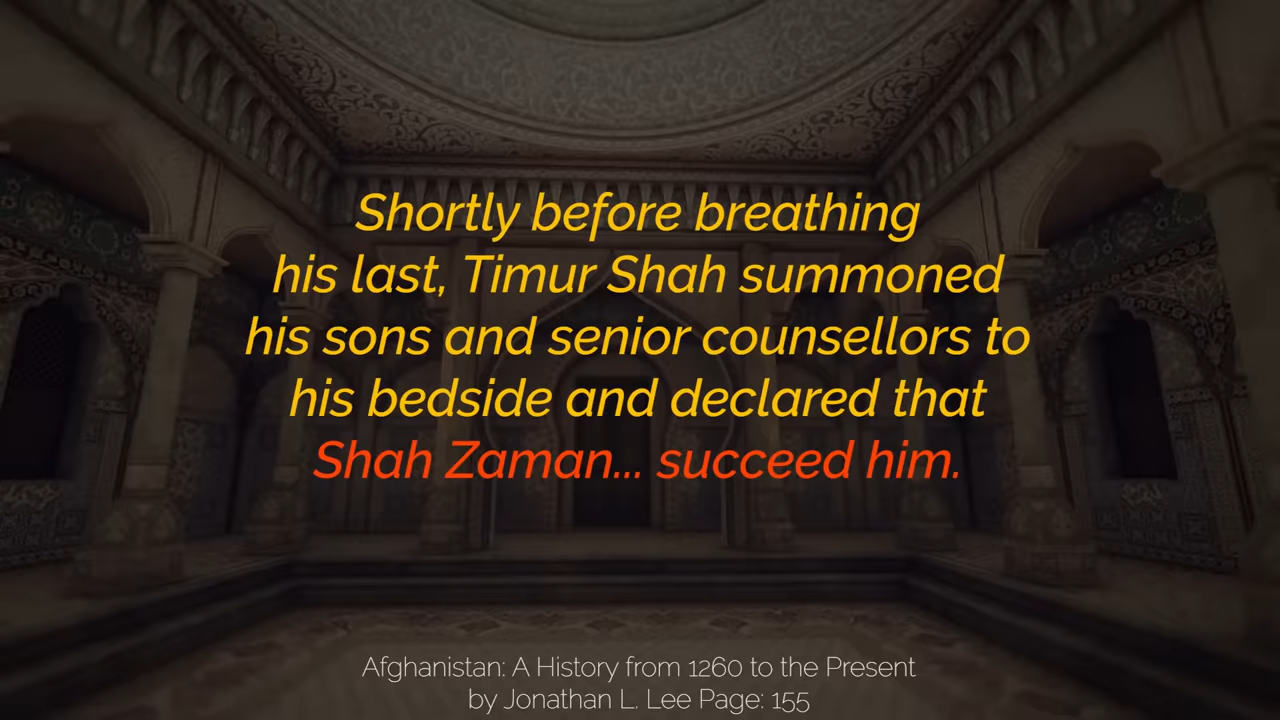 Shortly before breathing
his last, Timur Shah summoned
his sons and senior counsellors to
his bedside and declared that
Shah Zaman... succeed him.
Afghanistan: A History from 1260 to the Present
by Jonathan L. Lee Page: 155